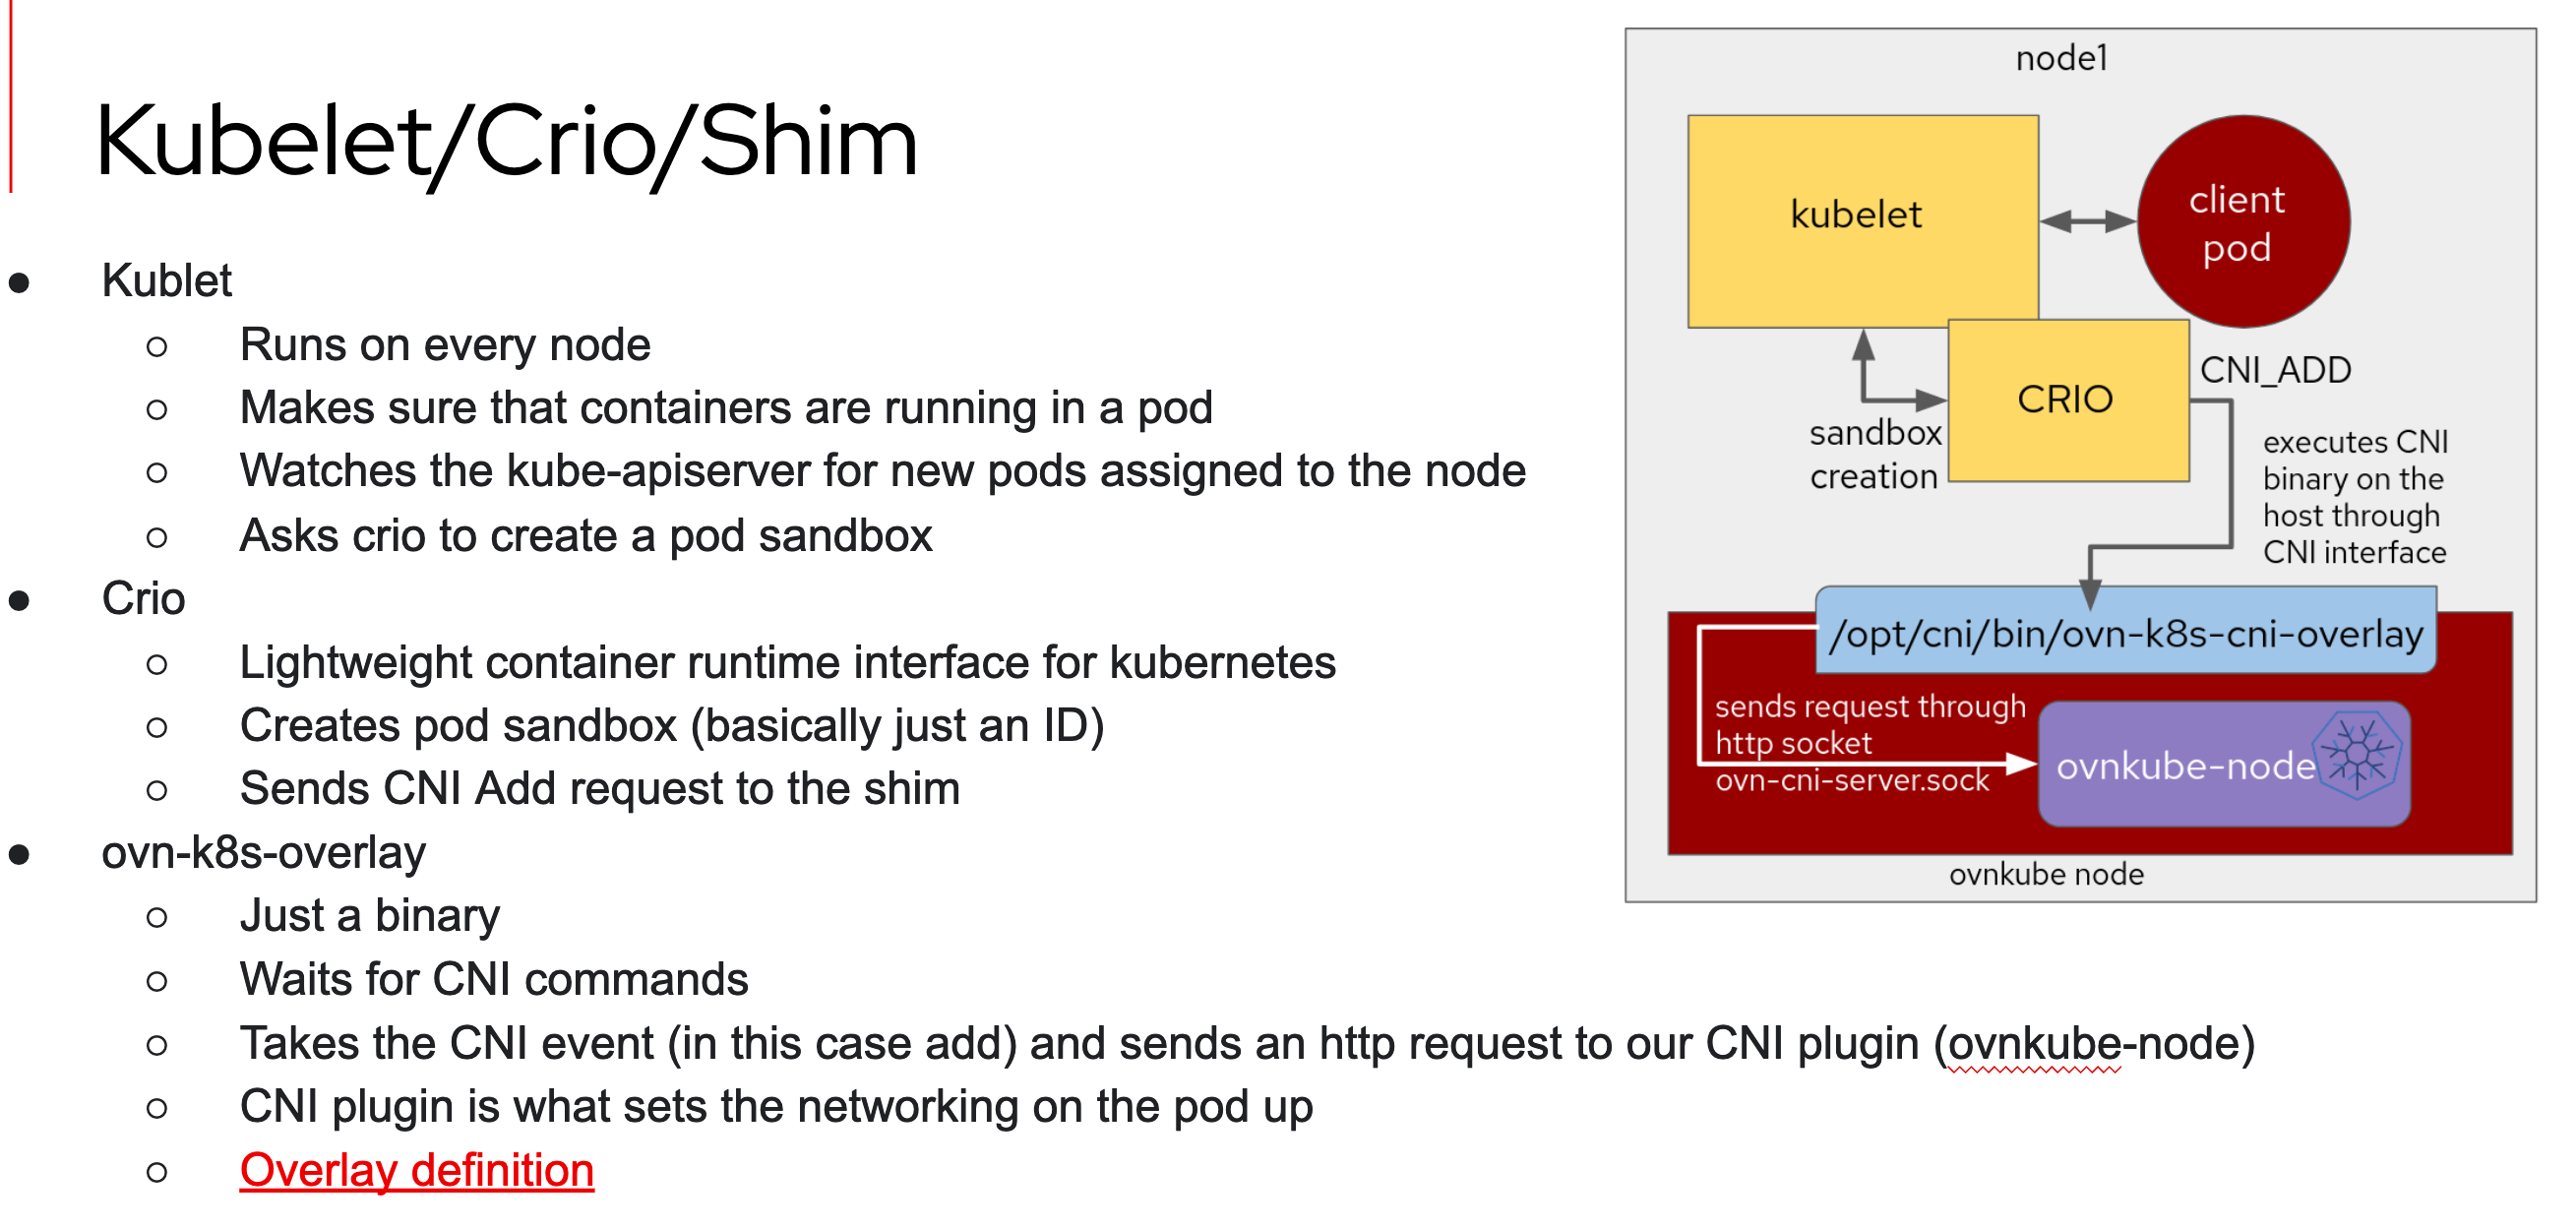 Kubelet/Crio/Shim
● Kublet
○ Runs on every node
○ Makes sure that containers are running in a pod
○ Watches the kube-apiserver for new pods assigned to the node
○ Asks crio to create a pod sandbox
● Crio
○ Lightweight container runtime interface for kubernetes
○ Creates pod sandbox (basically just an ID)
○ Sends CNI Add request to the shim
● ovn-k8s-overlay
○ Just a binary
○ Waits for CNI commands
○ Takes the CNI event (in this case add) and sends an http request to our CNI plugin (ovnkube-node)
○ CNI plugin is what sets the networking on the pod up
○ Overlay definition
node1
kubelet
client
pod
CRIO
CNI_ADD
sandbox
creation
executes CNI
binary on the
host through
CNI interface
/opt/cni/bin/ovn-k8s-cni-overlay
sends request through
http socket
ovn-cni-server.sock
ovnkube-node
ovnkube node